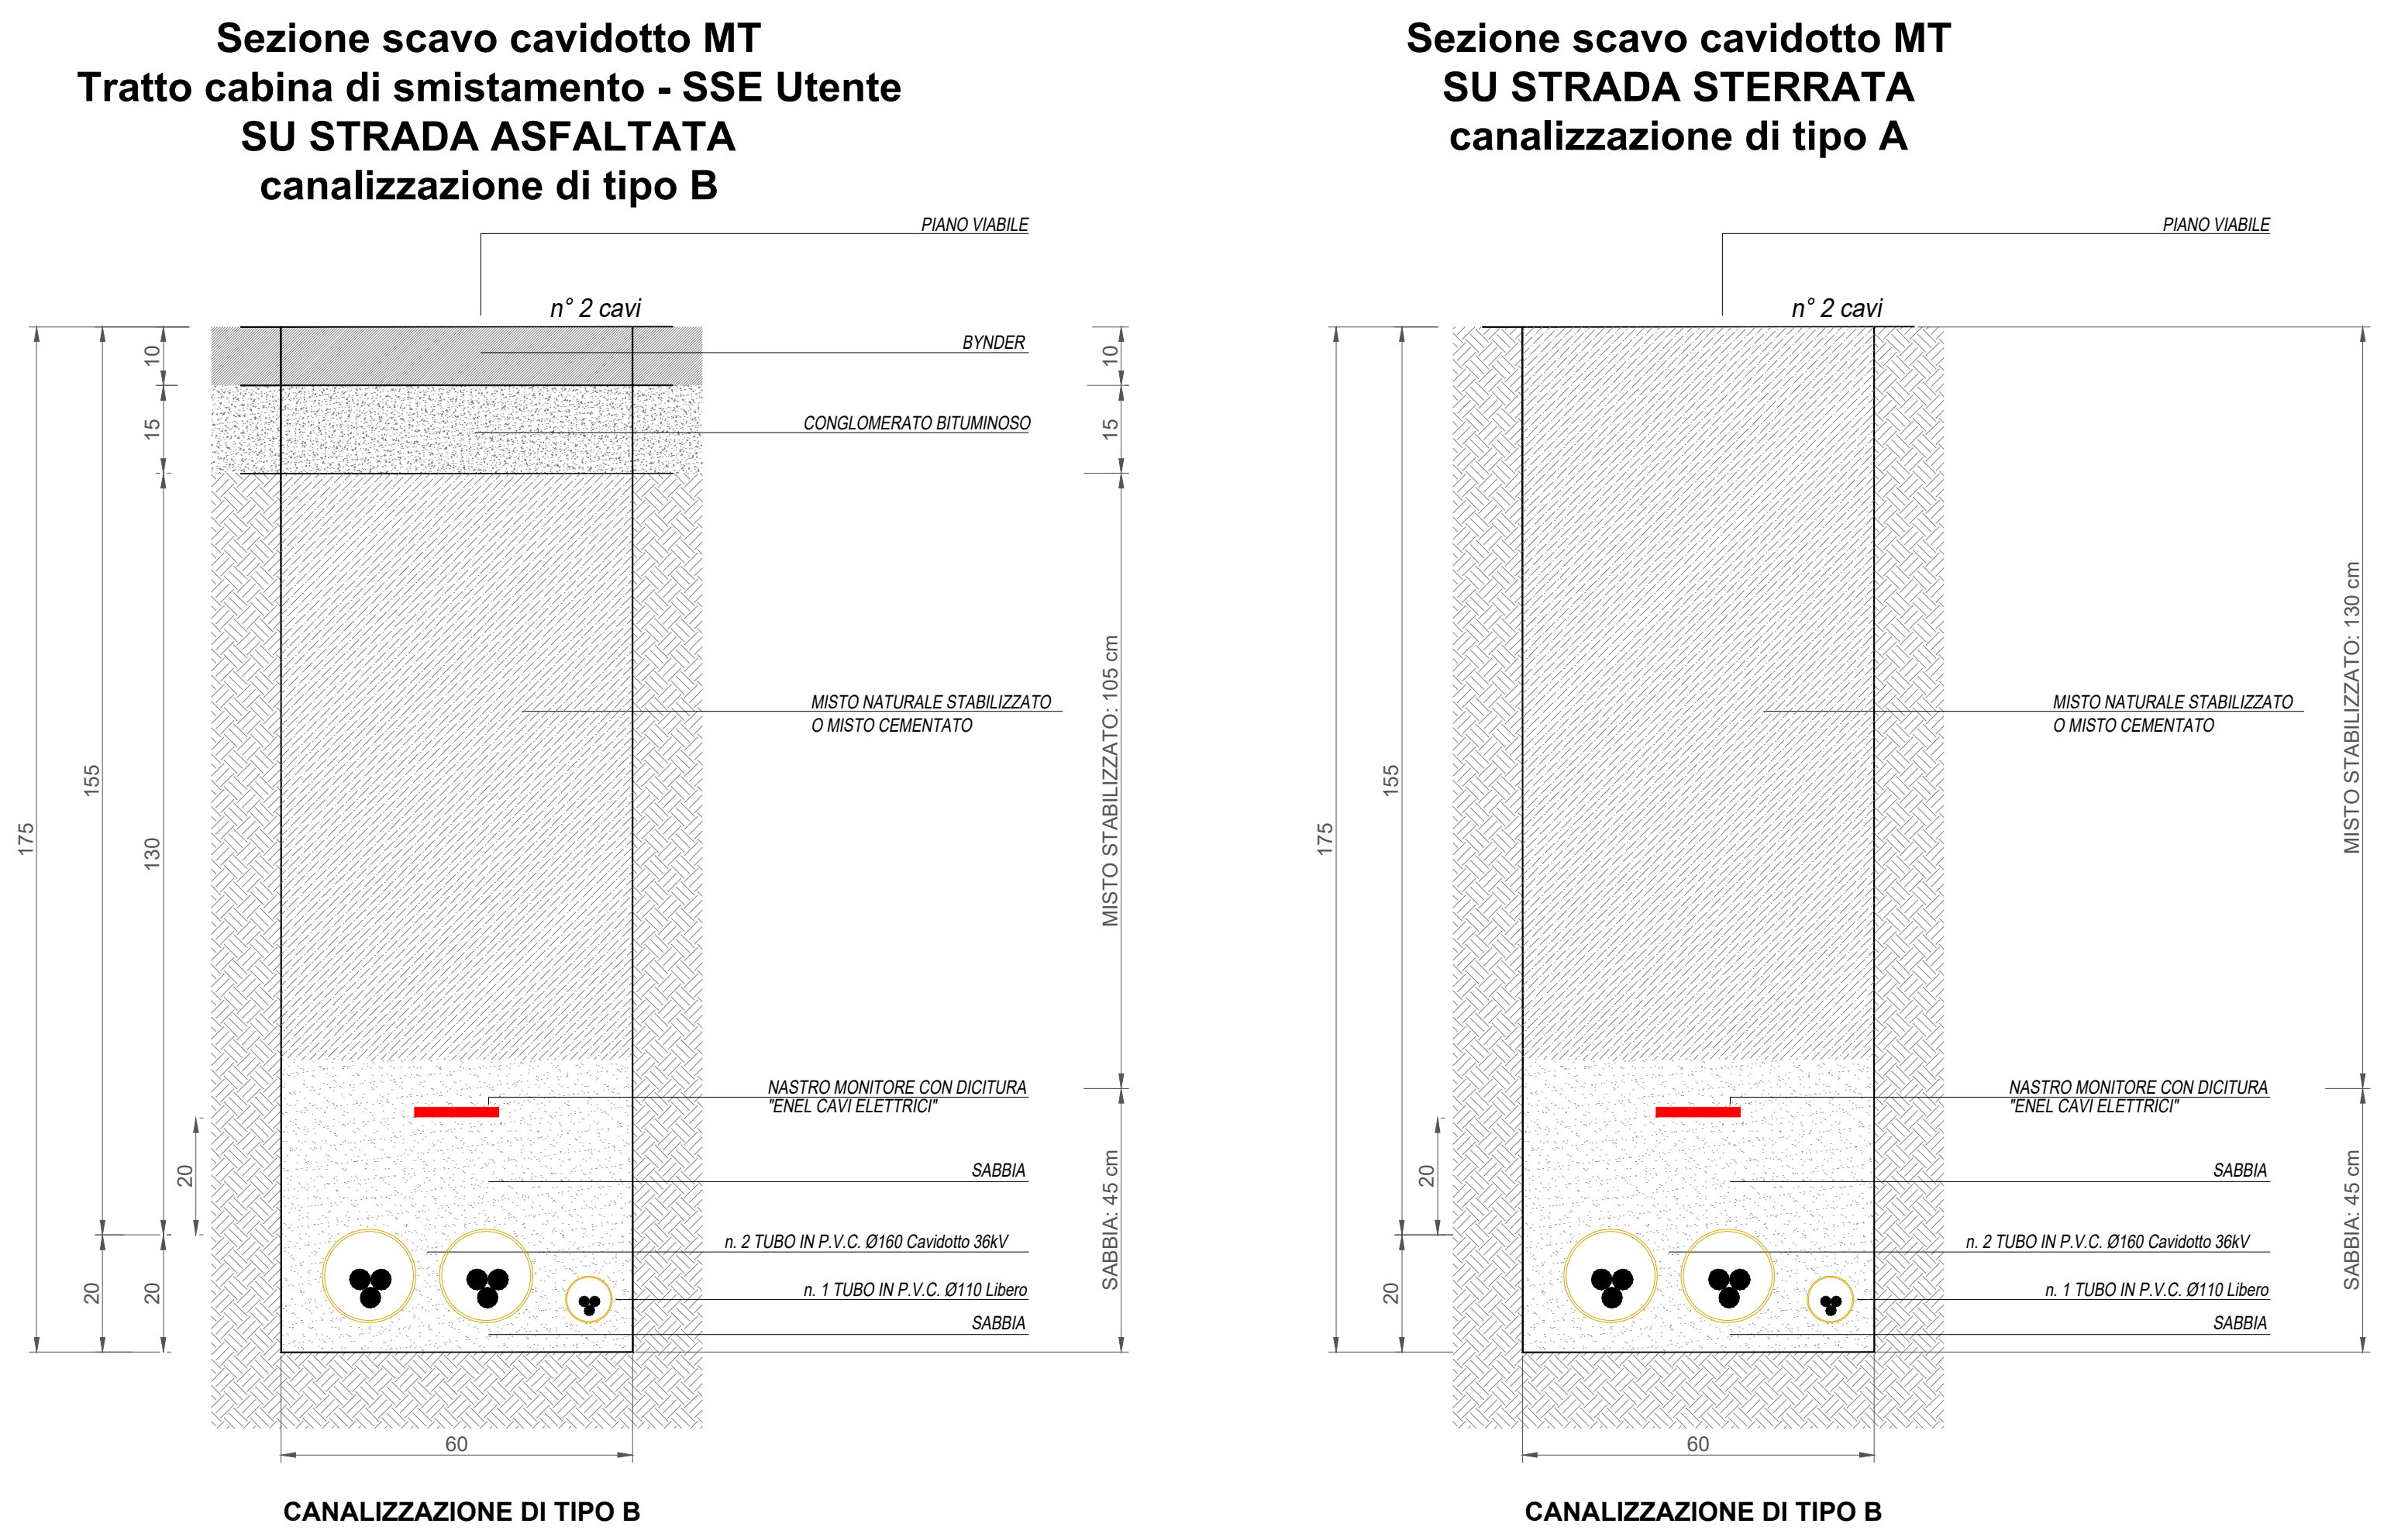 Sezione scavo cavidotto MT
Tratto cabina di smistamento - SSE Utente
SU STRADA ASFALTATA
canalizzazione di tipo B
PIANO VIABILE
n° 2 cavi
BYNDER
CONGLOMERATO BITUMINOSO
MISTO NATURALE STABILIZZATO
O MISTO CEMENTATO
NASTRO MONITORE CON DICITURA
"ENEL CAVI ELETTRICI"
SABBIA
n. 2 TUBO IN P.V.C. Ø160 Cavidotto 36kV
n. 1 TUBO IN P.V.C. Ø110 Libero
SABBIA
175
155
20
10
15
130
20
20
10
15
MISTO STABILIZZATO: 105 cm
SABBIA: 45 cm
60
CANALIZZAZIONE DI TIPO B
Sezione scavo cavidotto MT
SU STRADA STERRATA
canalizzazione di tipo A
PIANO VIABILE
n° 2 cavi
MISTO NATURALE STABILIZZATO
O MISTO CEMENTATO
NASTRO MONITORE CON DICITURA
"ENEL CAVI ELETTRICI"
SABBIA
n. 2 TUBO IN P.V.C. Ø160 Cavidotto 36kV
n. 1 TUBO IN P.V.C. Ø110 Libero
SABBIA
175
155
20
20
MISTO STABILIZZATO: 130 cm
SABBIA: 45 cm
60
CANALIZZAZIONE DI TIPO B